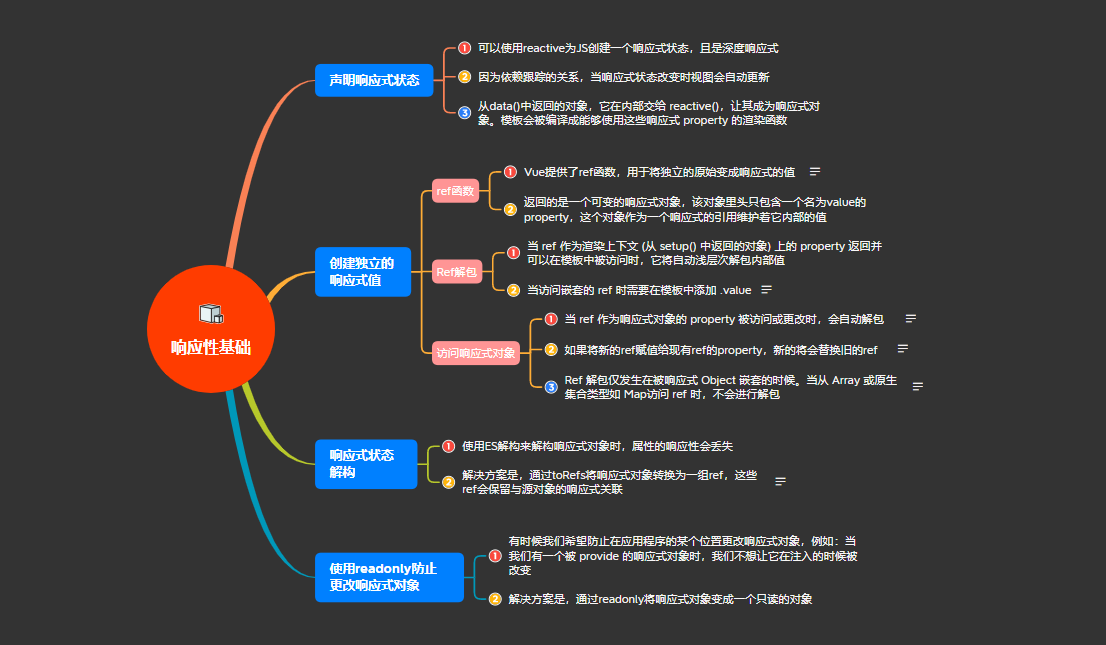 响应性基础
声明响应式状态
1 可以使用reactive为JS创建一个响应式状态，且是深度响应式
2 因为依赖跟踪的关系，当响应式状态改变时视图会自动更新
3 从data()中返回的对象，它在内部交给 reactive()，让其成为响应式对
象。模板会被编译成能够使用这些响应式 property 的渲染函数
创建独立的
响应式值
ref函数
1 Vue提供了ref函数，用于将独立的原始变成响应式的值
2 返回的是一个可变的响应式对象，该对象里头只包含一个名为value的
property，这个对象作为一个响应式的引用维护着它内部的值
Ref解包
1 当 ref 作为渲染上下文 (从 setup() 中返回的对象) 上的 property 返回并
可以在模板中被访问时，它将自动浅层次解包内部值
2 当访问嵌套的 ref 时需要在模板中添加 .value
访问响应式对象
1 当 ref 作为响应式对象的 property 被访问或更改时，会自动解包
2 如果将新的ref赋值给现有ref的property，新的将会替换旧的ref
3 Ref 解包仅发生在被响应式 Object 嵌套的时候。当从 Array 或原生
集合类型如 Map访问 ref 时，不会进行解包
响应式状态
解构
1 使用ES解构来解构响应式对象时，属性的响应性会丢失
2 解决方案是，通过toRefs将响应式对象转换为一组ref，这些
ref会保留与源对象的响应式关联
使用readonly防止
更改响应式对象
1 有时候我们希望防止在应用程序的某个位置更改响应式对象，例如：当
我们有一个被 provide 的响应式对象时，我们不想让它在注入的时候被
改变
2 解决方案是，通过readonly将响应式对象变成一个只读的对象